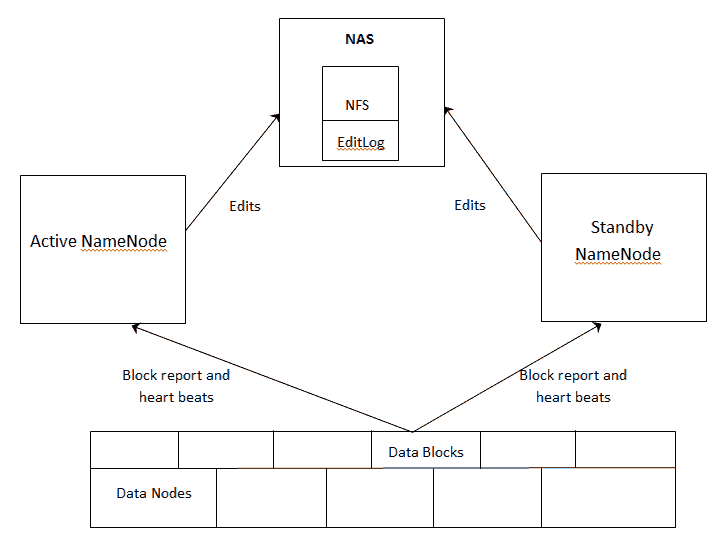 NAS
NFS
EditLog
Edits
Edits
Active NameNode
Standby
NameNode
Block report and
heart beats
Block report and
heart beats
Data Blocks
Data Nodes